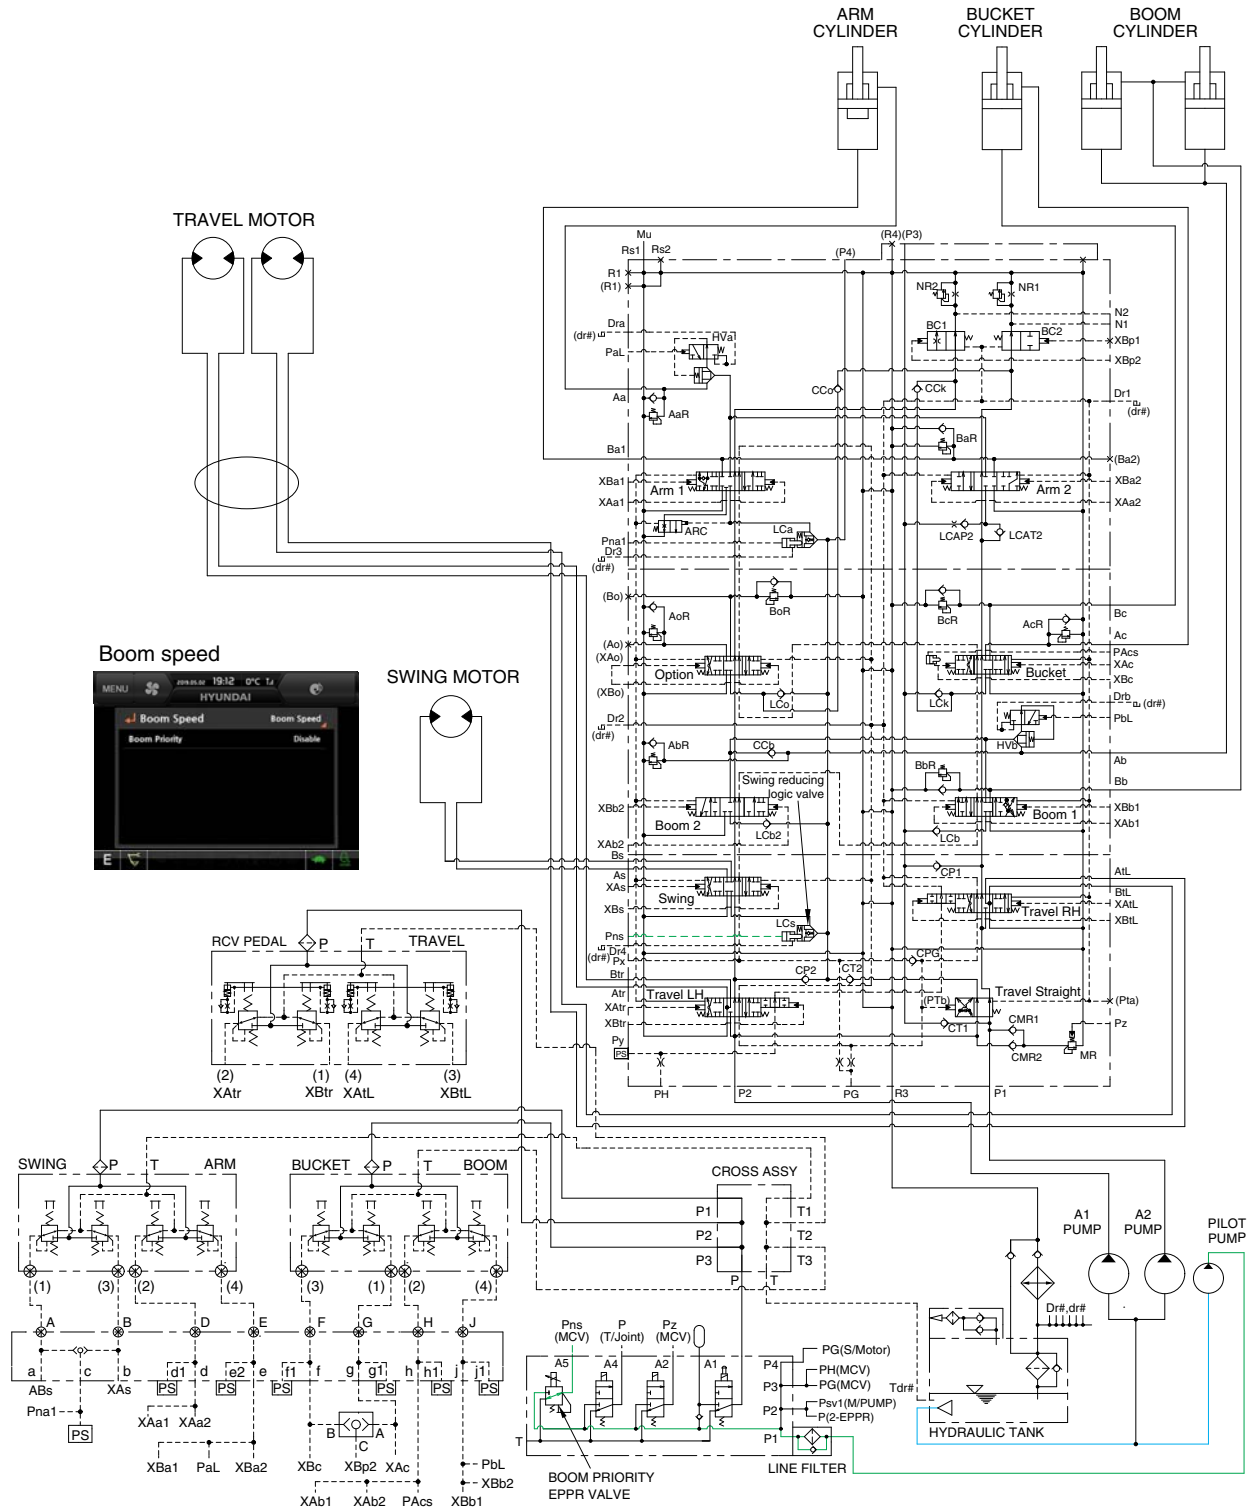 ARM
CYLINDER
BUCKET
CYLINDER
BOOM
CYLINDER
TRAVEL MOTOR
Mu
Rs1
Rs2
(R4)(P3)
(P4)
R1
(R1)
NR2
NR1
N2
N1
Dra
(dr#)
HVa
BC1
BC2
XBp1
PaL
XBp2
CCo
CCk
Dr1
(dr#)
Aa
AaR
BaR
Ba1
(Ba2)
XBa1
Arm 1
Arm 2
XBa2
XAa1
XAa2
ARC
LCa
LCAP2
LCAT2
Pna1
Dr3
(dr#)
(Bo)
BoR
BcR
Bc
AoR
AcR
Ac
(Ao)
PAcs
(XAo)
XAc
Option
Bucket
XBc
(XBo)
LCo
LCk
Drb
(dr#)
Dr2
PbL
(dr#)
HVb
AbR
CCb
Ab
BbR
Bb
Swing reducing
logic valve
XBb2
Boom 2
Boom 1
XBb1
XAb1
XAb2
LCb2
LCb
Bs
CP1
AtL
As
XAs
BtL
Swing
Travel RH
XAtL
XBs
XBtL
Pns
LCs
Dr4
(dr#)
Px
CPG
Btr
CP2
CT2
Atr
Travel LH
(PTb)
Travel Straight
(Pta)
XAtr
XBtr
CT1
CMR1
Pz
Py
PS
CMR2
MR
PH
P2
PG
R3
P1
Boom speed
MENU
19:12
0°C
HYUNDAI
Boom Speed
Boom Speed
Boom Priority
Disable
E
SWING MOTOR
RCV PEDAL
P
T
TRAVEL
(2)
(1)
(4)
(3)
XAtr
XBtr
XAtL
XBtL
SWING
P
T
ARM
BUCKET
P
T
BOOM
(1)
(3)
(2)
(4)
(3)
(1)
(2)
(4)
A
B
D
E
F
G
H
J
a
c
b
d1
d
e2
e
f1
f
g
g1
h
h1
j
j1
ABs
XAs
PS
PS
PS
PS
PS
PS
Pna1
PS
XAa1
XAa2
XBa1
PaL
XBa2
B
A
C
XBc
XBp2
XAc
XAb1
XAb2
PAcs
PbL
XBb2
XBb1
CROSS ASSY
P1
T1
P2
T2
P3
T3
P
T
A1
PUMP
A2
PUMP
PILOT
PUMP
Dr#,dr#
Tdr#
HYDRAULIC TANK
Pns
(MCV)
P
(T/Joint)
Pz
(MCV)
A5
A4
A2
A1
P4
PG(S/Motor)
PH(MCV)
P3
PG(MCV)
Psv1(M/PUMP)
P2
P(2-EPPR)
T
P1
LINE FILTER
BOOM PRIORITY
EPPR VALVE